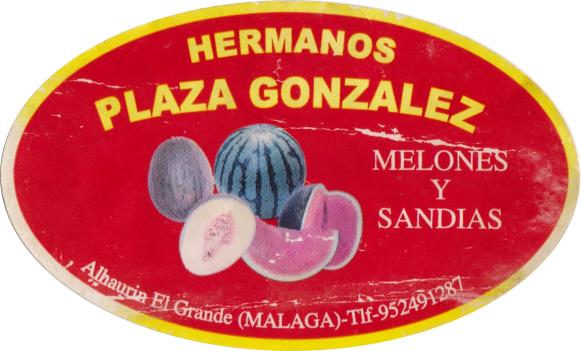 HERMANOS
PLAZA GONZALEZ
MELONES
Y
SANDIAS
Alhaurin El Grande (MALAGA)-Tlf-952491287